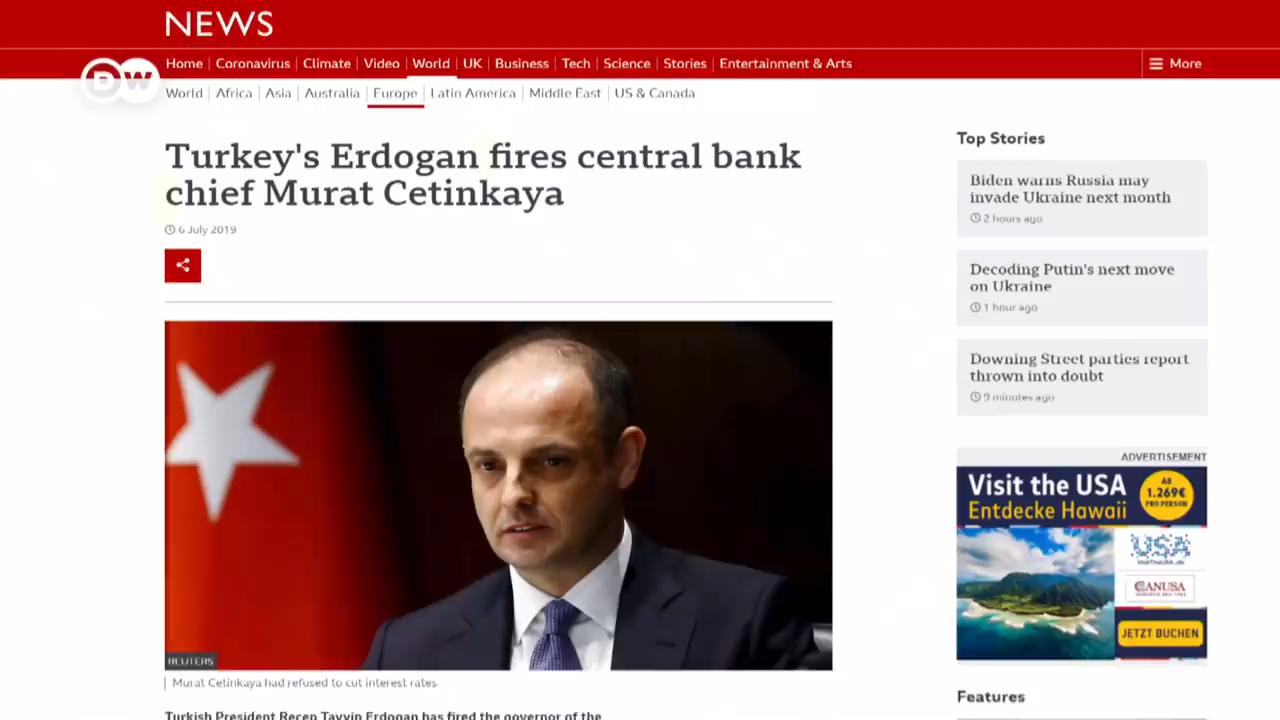 NEWS
DW
Home
Coronavirus
Climate
Video
World
UK
Business
Tech
Science
Stories
Entertainment & Arts
More
World
Africa
Asia
Australia
Europe
Latin America
Middle East
US & Canada
Turkey's Erdogan fires central bank
chief Murat Cetinkaya
6 July 2019
REUTERS
Murat Cetinkaya had refused to cut interest rates
Turkish President Recep Tayyip Erdogan has fired the governor of the
Top Stories
Biden warns Russia may
invade Ukraine next month
2 hours ago
Decoding Putin's next move
on Ukraine
1 hour ago
Downing Street parties report
thrown into doubt
9 minutes ago
ADVERTISEMENT
Visit the USA
Entdecke Hawaii
AB
1.269€
PRO PERSON
USA
VisitTheUSA.de
CANUSA
JETZT BUCHEN
Features